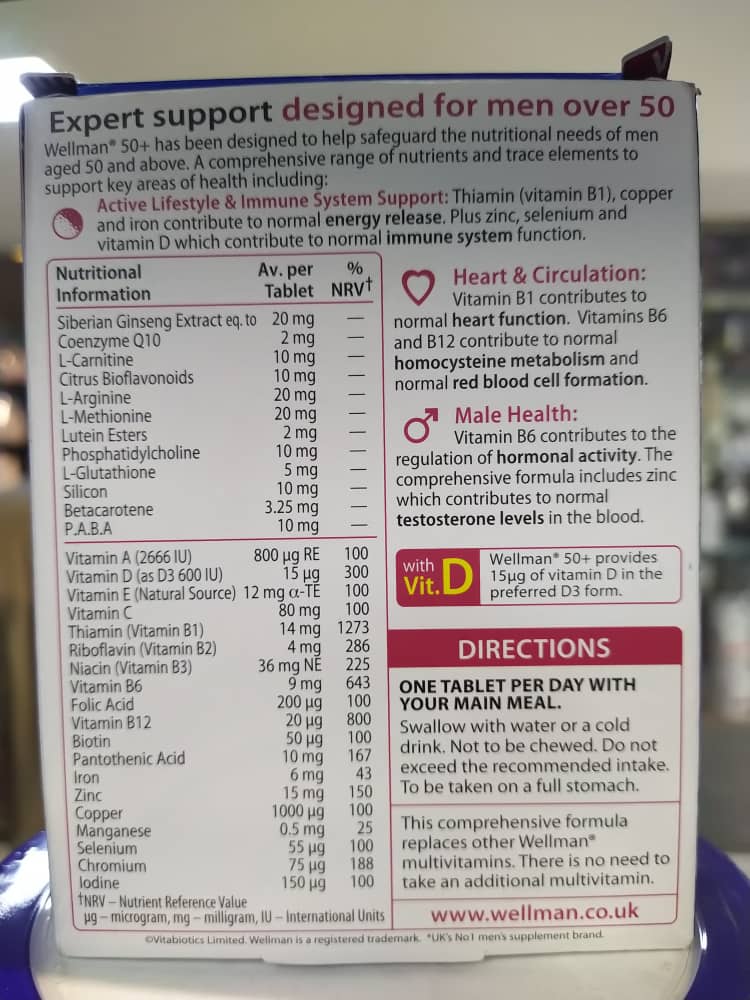 Expert support designed for men over 50
Wellman® 50+ has been designed to help safeguard the nutritional needs of men
aged 50 and above. A comprehensive range of nutrients and trace elements to
support key areas of health including:
Active Lifestyle & Immune System Support: Thiamin (vitamin B1), copper
and iron contribute to normal energy release. Plus zinc, selenium and
vitamin D which contribute to normal immune system function.
Nutritional Information Av. per Tablet % NRV†
Siberian Ginseng Extract eq. to 20 mg —
Coenzyme Q10 2 mg —
L-Carnitine 10 mg —
Citrus Bioflavonoids 10 mg —
L-Arginine 20 mg —
L-Methionine 20 mg —
Lutein Esters 2 mg —
Phosphatidylcholine 10 mg —
L-Glutathione 5 mg —
Silicon 10 mg —
Betacarotene 3.25 mg —
P.A.B.A 10 mg —
Vitamin A (2666 IU) 800 µg RE 100
Vitamin D (as D3 600 IU) 15 µg 300
Vitamin E (Natural Source) 12 mg α-TE 100
Vitamin C 80 mg 100
Thiamin (Vitamin B1) 14 mg 1273
Riboflavin (Vitamin B2) 4 mg 286
Niacin (Vitamin B3) 36 mg NE 225
Vitamin B6 9 mg 643
Folic Acid 200 µg 100
Vitamin B12 20 µg 800
Biotin 50 µg 100
Pantothenic Acid 10 mg 167
Iron 6 mg 43
Zinc 15 mg 150
Copper 1000 µg 100
Manganese 0.5 mg 25
Selenium 55 µg 100
Chromium 75 µg 188
Iodine 150 µg 100
†NRV – Nutrient Reference Value
µg – microgram, mg – milligram, IU – International Units
Heart & Circulation:
Vitamin B1 contributes to
normal heart function. Vitamins B6
and B12 contribute to normal
homocysteine metabolism and
normal red blood cell formation.
Male Health:
Vitamin B6 contributes to the
regulation of hormonal activity. The
comprehensive formula includes zinc
which contributes to normal
testosterone levels in the blood.
with
Vit.D
Wellman® 50+ provides
15µg of vitamin D in the
preferred D3 form.
DIRECTIONS
ONE TABLET PER DAY WITH
YOUR MAIN MEAL.
Swallow with water or a cold
drink. Not to be chewed. Do not
exceed the recommended intake.
To be taken on a full stomach.
This comprehensive formula
replaces other Wellman®
multivitamins. There is no need to
take an additional multivitamin.
www.wellman.co.uk
©Vitabiotics Limited. Wellman is a registered trademark. *UK's No1 men's supplement brand.